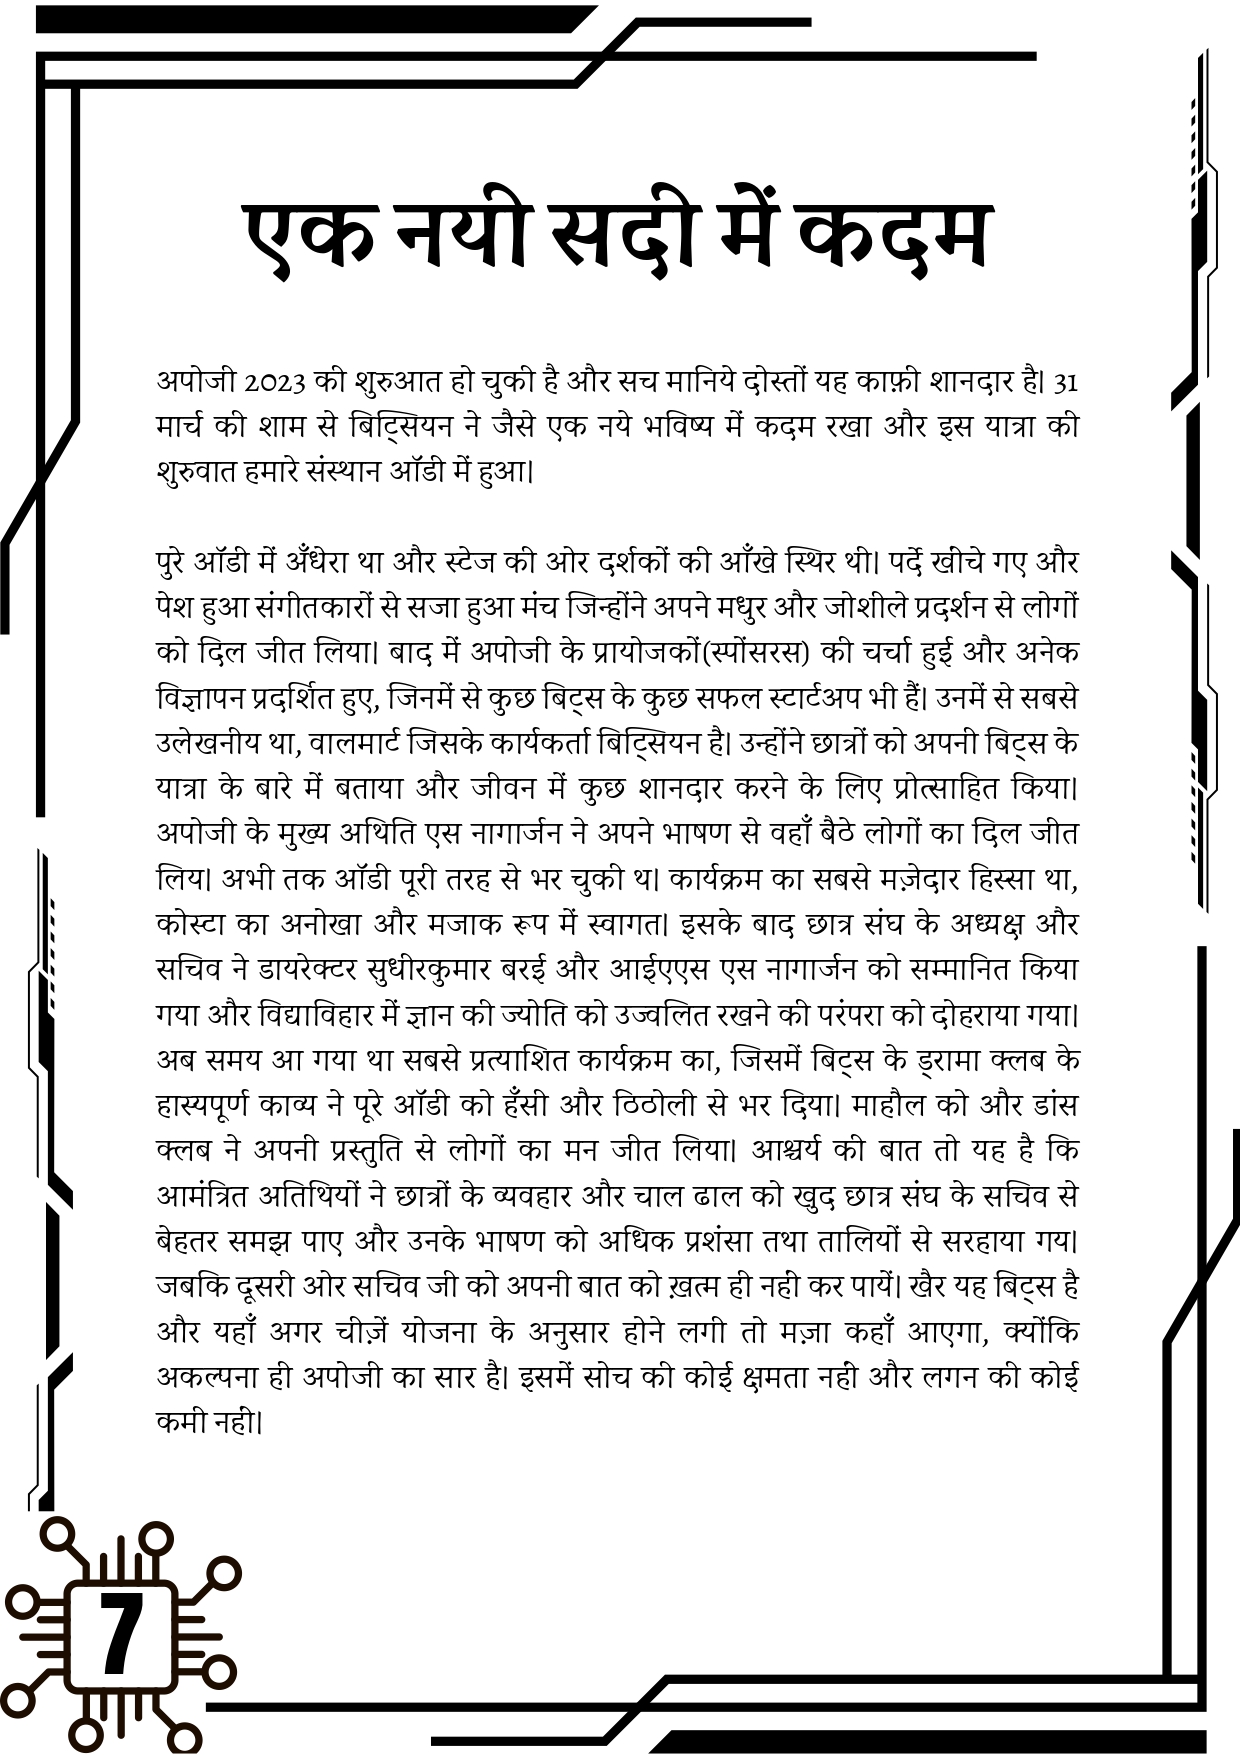 एक नयी सदी में कदम
अपोजी 2023 की शुरुआत हो चुकी है और सच मानिये दोस्तों यह काफ़ी शानदार है। 31
मार्च की शाम से बिट्सियन ने जैसे एक नये भविष्य में कदम रखा और इस यात्रा की
शुरुवात हमारे संस्थान ऑडी में हुआ।
पुरे ऑडी में अँधेरा था और स्टेज की ओर दर्शकों की आँखे स्थिर थी। पर्दे खींचे गए और
पेश हुआ संगीतकारों से सजा हुआ मंच जिन्होंने अपने मधुर और जोशीले प्रदर्शन से लोगों
को दिल जीत लिया। बाद में अपोजी के प्रायोजकों(स्पोंसरस) की चर्चा हुई और अनेक
विज्ञापन प्रदर्शित हुए, जिनमें से कुछ बिट्स के कुछ सफल स्टार्टअप भी हैं। उनमें से सबसे
उलेखनीय था, वालमार्ट जिसके कार्यकर्ता बिट्सियन है। उन्होंने छात्रों को अपनी बिट्स के
यात्रा के बारे में बताया और जीवन में कुछ शानदार करने के लिए प्रोत्साहित किया।
अपोजी के मुख्य अथिति एस नागार्जन ने अपने भाषण से वहाँ बैठे लोगों का दिल जीत
लिय। अभी तक ऑडी पूरी तरह से भर चुकी थ। कार्यक्रम का सबसे मज़ेदार हिस्सा था,
कोस्टा का अनोखा और मजाक रूप में स्वागत। इसके बाद छात्र संघ के अध्यक्ष और
सचिव ने डायरेक्टर सुधीरकुमार बरई और आईएएस एस नागार्जन को सम्मानित किया
गया और विद्याविहार में ज्ञान की ज्योति को उज्वलित रखने की परंपरा को दोहराया गया।
अब समय आ गया था सबसे प्रत्याशित कार्यक्रम का, जिसमें बिट्स के ड्रामा क्लब के
हास्यपूर्ण काव्य ने पूरे ऑडी को हँसी और ठिठोली से भर दिया। माहौल को और डांस
क्लब ने अपनी प्रस्तुति से लोगों का मन जीत लिया। आश्चर्य की बात तो यह है कि
आमंत्रित अतिथियों ने छात्रों के व्यवहार और चाल ढाल को खुद छात्र संघ के सचिव से
बेहतर समझ पाए और उनके भाषण को अधिक प्रशंसा तथा तालियों से सरहाया गय।
जबकि दूसरी ओर सचिव जी को अपनी बात को ख़त्म ही नहीं कर पायें। खैर यह बिट्स है
और यहाँ अगर चीज़ें योजना के अनुसार होने लगी तो मज़ा कहाँ आएगा, क्योंकि
अकल्पना ही अपोजी का सार है। इसमें सोच की कोई क्षमता नहीं और लगन की कोई
कमी नहीं।
7